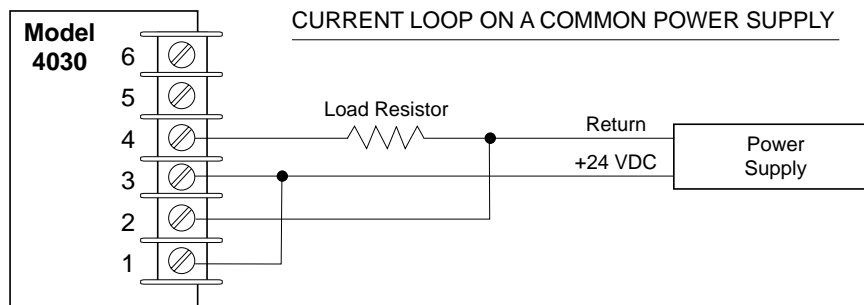 CURRENT LOOP ON A COMMON POWER SUPPLY
Model
4030
6
5
4
3
2
1
Load Resistor
Return
+24 VDC
Power
Supply